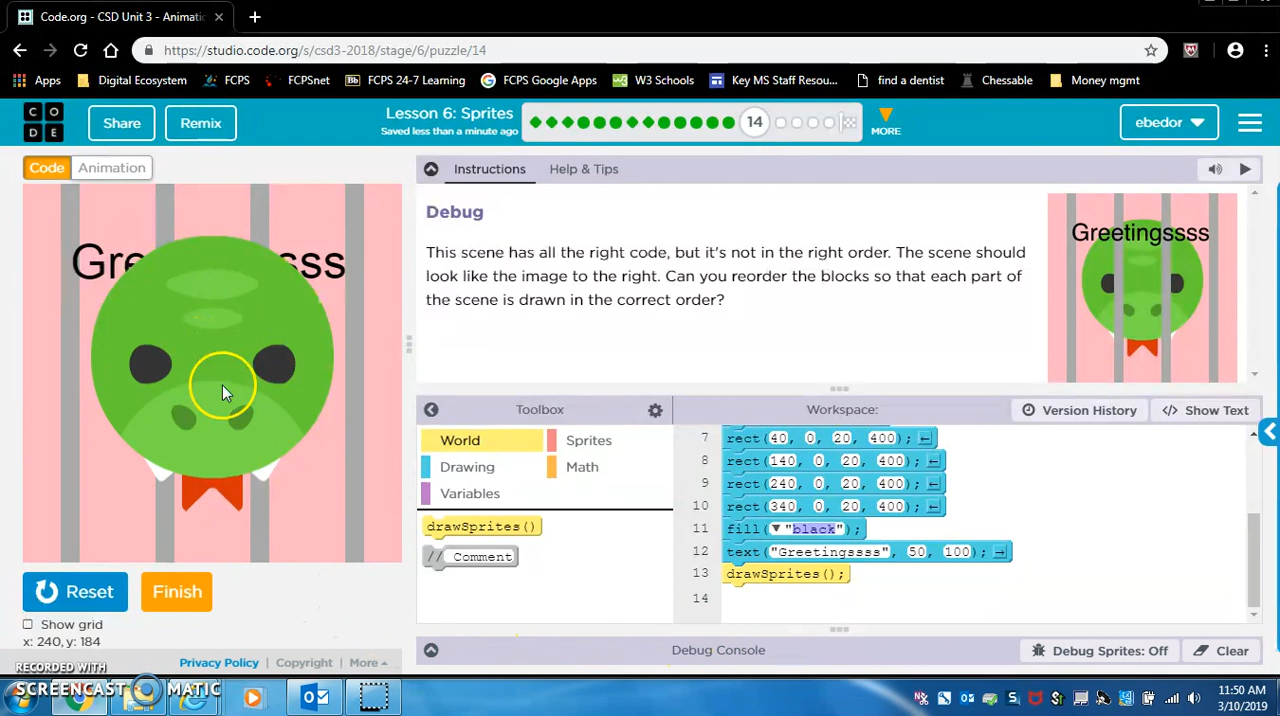 Code.org - CSD Unit 3 - Animatic
https://studio.code.org/s/csd3-2018/stage/6/puzzle/14
Apps Digital Ecosystem FCPS FCPSnet Bb FCPS 24-7 Learning FCPS Google Apps W3 Schools Key MS Staff Resou... find a dentist Chessable Money mgmt
C O D E
Share
Remix
Lesson 6: Sprites
Saved less than a minute ago
14
MORE
ebedor
Code Animation
Instructions Help & Tips
Debug
This scene has all the right code, but it's not in the right order. The scene should
look like the image to the right. Can you reorder the blocks so that each part of
the scene is drawn in the correct order?
Greetingssss
Gre ssss
Toolbox
Workspace:
Version History
</> Show Text
World
Sprites
Drawing
Math
Variables
drawSprites()
// Comment
7 rect(40, 0, 20, 400);
8 rect(140, 0, 20, 400);
9 rect(240, 0, 20, 400);
10 rect(340, 0, 20, 400);
11 fill("black");
12 text("Greetingssss", 50, 100);
13 drawSprites();
14
Reset
Finish
Show grid
x: 240, y: 184
Privacy Policy | Copyright | More
Debug Console
Debug Sprites: Off
Clear
RECORDED WITH
SCREENCAST MATIC
11:50 AM
3/10/2019